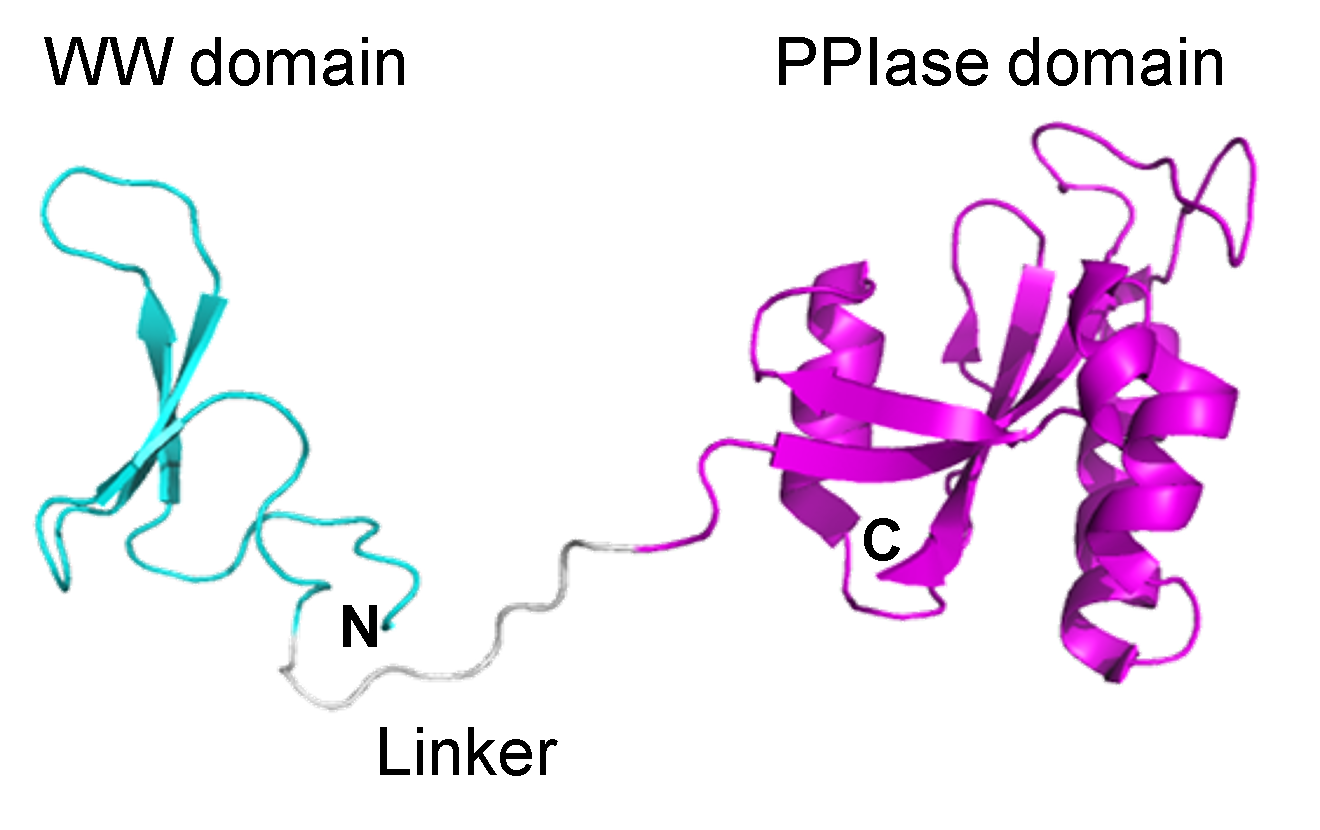 WW domain
PPIase domain
C
N
Linker